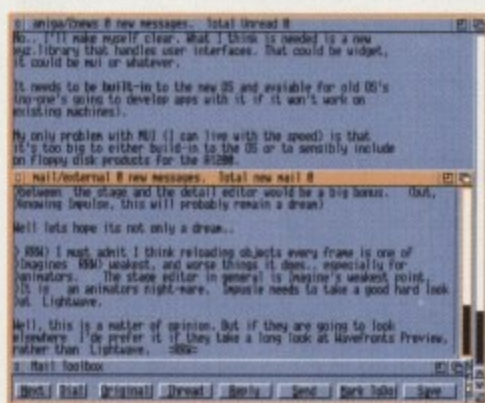 amiga/Cnews 0 new messages. Total Unread 0
No.. I'll make myself clear. What I think is needed is a new
xyz.library that handles user interfaces. That could be widget,
it could be mui or whatever.
It needs to be built-in to the new OS and avaiable for old OS's
(no-one's going to develop apps with it if it won't work on
existing machines).
My only problem with MUI (I can live with the speed) is that
it's too big to either build-in to the OS or to sensibly include
on floppy disk products for the A1200.
mail/external 0 new messages. Total new mail 0
between the stage and the detail editor would be a big bonus. (but,
Knowing Impulse, this will probably remain a dream)
Well lets hope its not only a dream..
> RRW) I must admit I think reloading objects every frame is one of
>Imagines RRW) weakest, and worse things it does.. especially for
>animators. The stage editor in general is Imagine's weakest point,
>It is an animators night-mare. Impusle needs to take a good hard look
>at Lightwave.
Well, this is a matter of opinion. But if they are going to look
elsewhere I'de prefer it if they take a long look at Wavefronts Preview,
rather than Lightwave. =RRW=
Mail Toolbox
Next Dial Original Thread Reply Send Mark ToDo Save